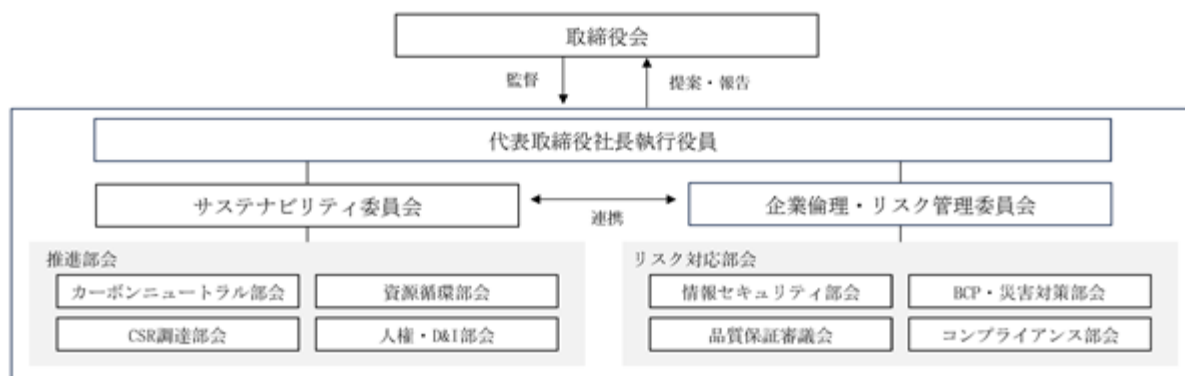 取締役会
監督
提案・報告
代表取締役社長執行役員
サステナビリティ委員会
連携
企業倫理・リスク管理委員会
推進部会
カーボンニュートラル部会
資源循環部会
CSR調達部会
人権・D&I部会
リスク対応部会
情報セキュリティ部会
BCP・災害対策部会
品質保証審議会
コンプライアンス部会